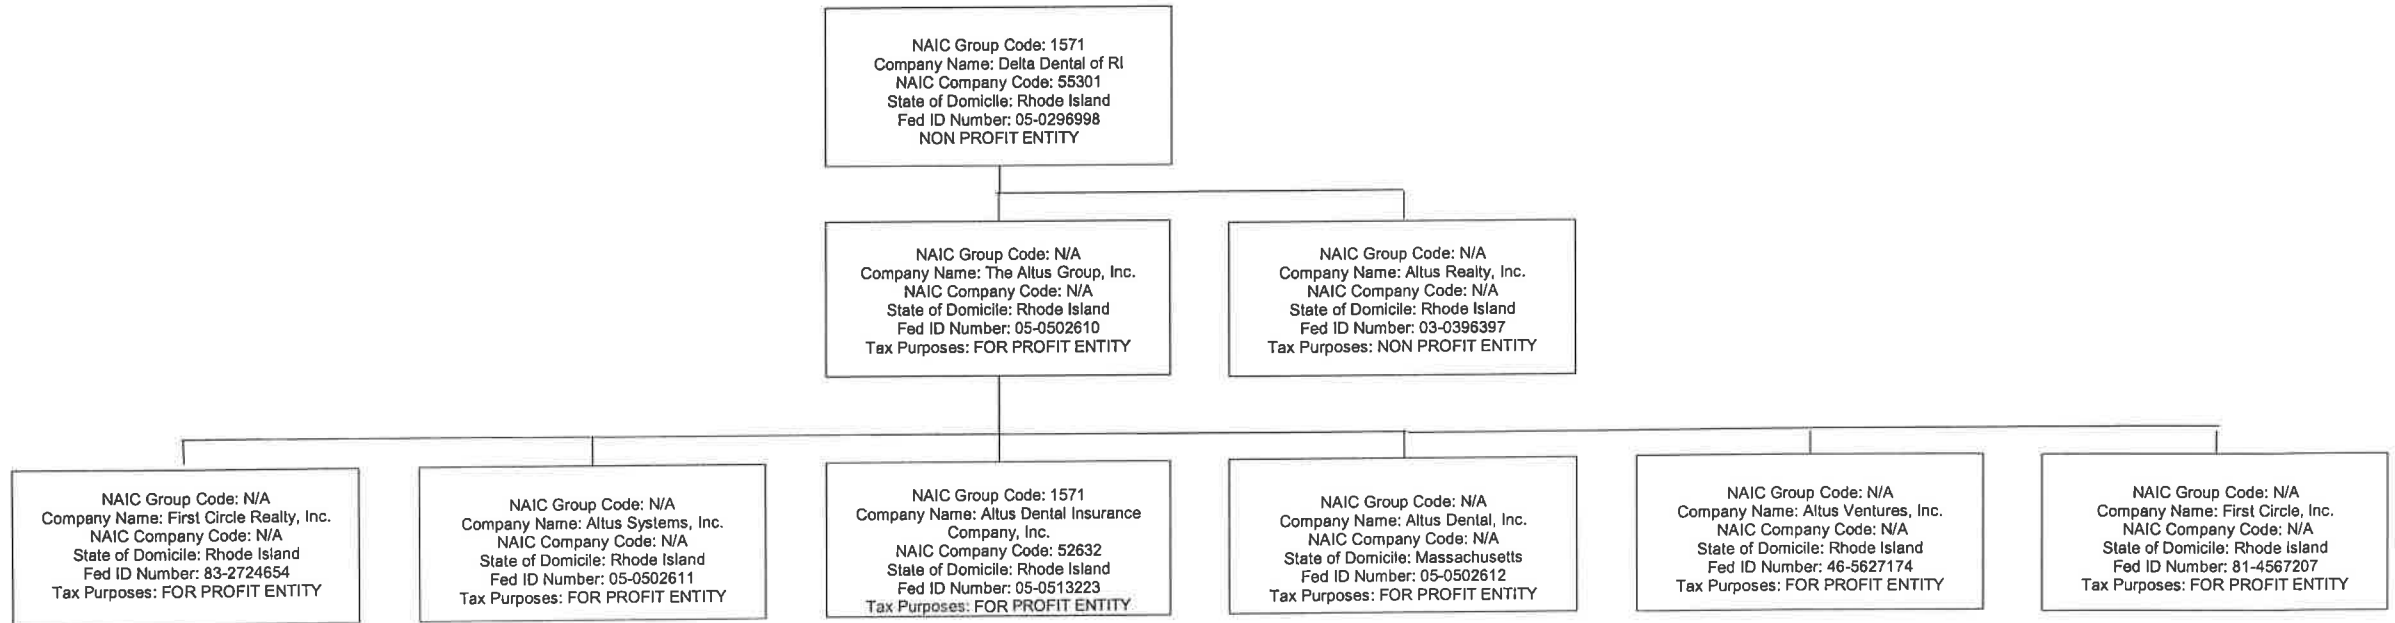 NAIC Group Code: 1571
Company Name: Delta Dental of RI
NAIC Company Code: 55301
State of Domicile: Rhode Island
Fed ID Number: 05-0296998
NON PROFIT ENTITY
NAIC Group Code: N/A
Company Name: The Altus Group, Inc.
NAIC Company Code: N/A
State of Domicile: Rhode Island
Fed ID Number: 05-0502610
Tax Purposes: FOR PROFIT ENTITY
NAIC Group Code: N/A
Company Name: Altus Realty, Inc.
NAIC Company Code: N/A
State of Domicile: Rhode Island
Fed ID Number: 03-0396397
Tax Purposes: NON PROFIT ENTITY
NAIC Group Code: N/A
Company Name: First Circle Realty, Inc.
NAIC Company Code: N/A
State of Domicile: Rhode Island
Fed ID Number: 83-2724654
Tax Purposes: FOR PROFIT ENTITY
NAIC Group Code: N/A
Company Name: Altus Systems, Inc.
NAIC Company Code: N/A
State of Domicile: Rhode Island
Fed ID Number: 05-0502611
Tax Purposes: FOR PROFIT ENTITY
NAIC Group Code: 1571
Company Name: Altus Dental Insurance
Company, Inc.
NAIC Company Code: 52632
State of Domicile: Rhode Island
Fed ID Number: 05-0513223
Tax Purposes: FOR PROFIT ENTITY
NAIC Group Code: N/A
Company Name: Altus Dental, Inc.
NAIC Company Code: N/A
State of Domicile: Massachusetts
Fed ID Number: 05-0502612
Tax Purposes: FOR PROFIT ENTITY
NAIC Group Code: N/A
Company Name: Altus Ventures, Inc.
NAIC Company Code: N/A
State of Domicile: Rhode Island
Fed ID Number: 46-5627174
Tax Purposes: FOR PROFIT ENTITY
NAIC Group Code: N/A
Company Name: First Circle, Inc.
NAIC Company Code: N/A
State of Domicile: Rhode Island
Fed ID Number: 81-4567207
Tax Purposes: FOR PROFIT ENTITY